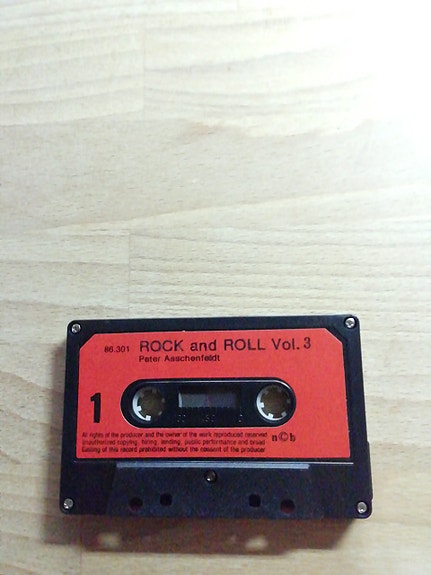 86.301 ROCK and ROLL Vol. 3
Peter Aaschenfeldt
1
All rights of the producer and the owner of the work reproduced reserved
Unauthorized copying, hiring, lending, public performance and broad
Casting of this record prohibited without the consent of the producer
n©b